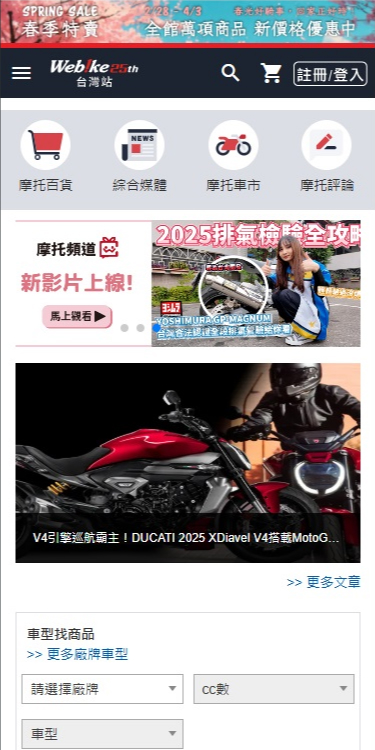 SPRING SALE
春季特賣
2/28 - 4/3
全館萬項商品 新價格優惠中
Webike 25th
台灣站
註冊/登入
NEWS
摩托百貨
綜合媒體
摩托車市
摩托評論
摩托頻道
新影片上線!
馬上觀看▶
2025排氣檢驗全攻略
YOSHIMURA GP-MAGNUM
V4引擎巡航霸主！DUCATI 2025 XDiavel V4搭載MotoG...
>> 更多文章
車型找商品
>> 更多廠牌車型
請選擇廠牌
cc數
車型